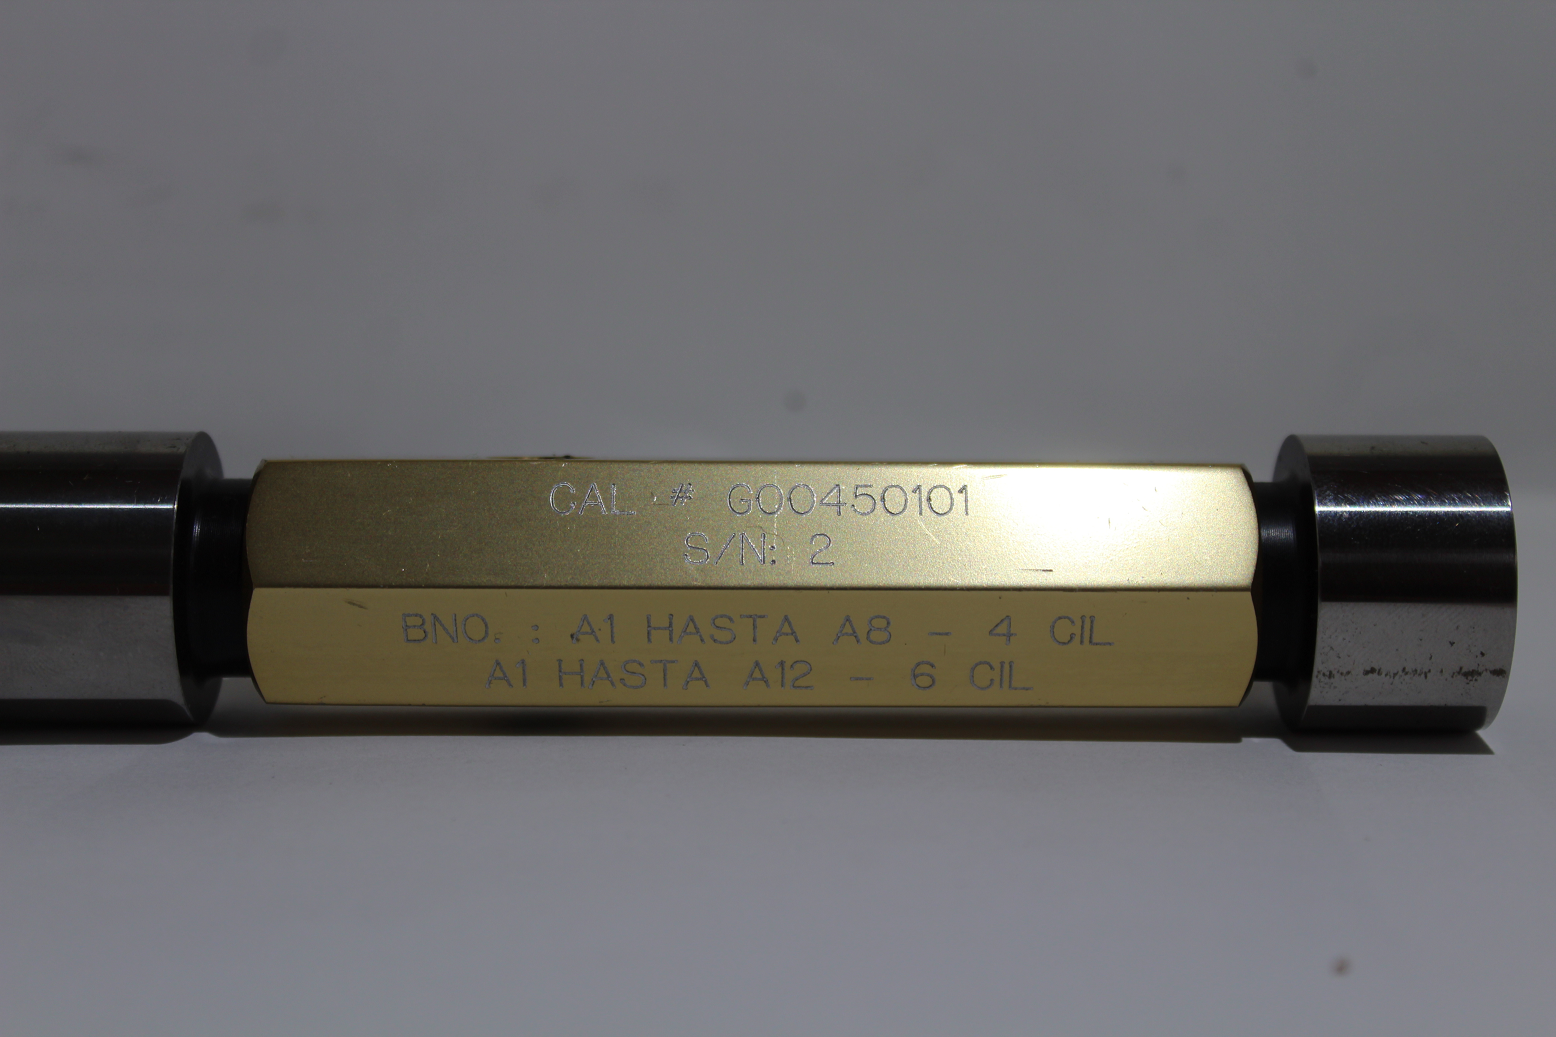 CAL # G00450101
S/N: 2
BNO. : A1 HASTA A8 - 4 CIL
A1 HASTA A12 - 6 CIL